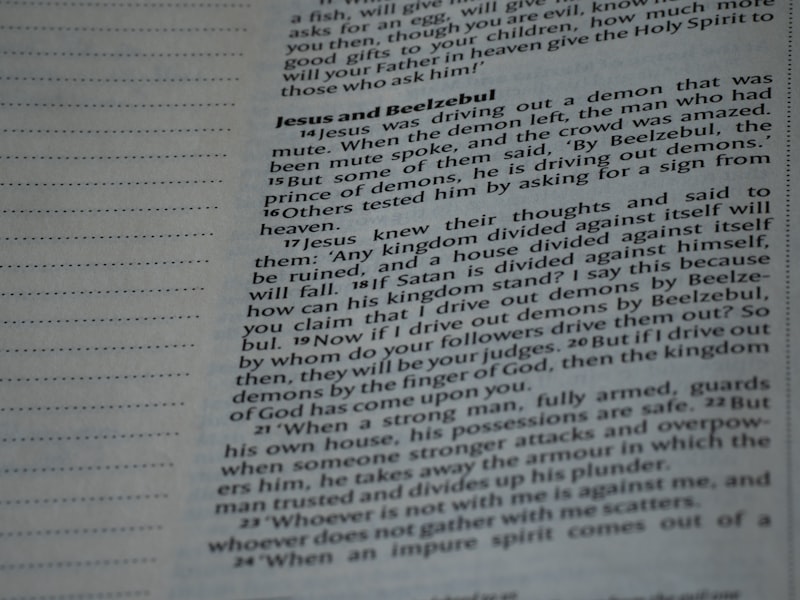 a fish, will give
asks for an egg, will give
you then, though you are evil, know
good gifts to your children, how much more
will your Father in heaven give the Holy Spirit to
those who ask him!'
Jesus and Beelzebul
14 Jesus was driving out a demon that was
mute. When the demon left, the man who had
been mute spoke, and the crowd was amazed.
15 But some of them said, 'By Beelzebul, the
prince of demons, he is driving out demons.'
16 Others tested him by asking for a sign from
heaven.
17 Jesus knew their thoughts and said to
them: 'Any kingdom divided against itself will
be ruined, and a house divided against itself
will fall. 18 If Satan is divided against himself,
how can his kingdom stand? I say this because
you claim that I drive out demons by Beelze-
bul. 19 Now if I drive out demons by Beelzebul,
by whom do your followers drive them out? So
then, they will be your judges. 20 But if I drive out
demons by the finger of God, then the kingdom
of God has come upon you.
21 'When a strong man, fully armed, guards
his own house, his possessions are safe. 22 But
when someone stronger attacks and overpow-
ers him, he takes away the armour in which the
man trusted and divides up his plunder.
23 'Whoever is not with me is against me, and
whoever does not gather with me scatters.
24 'When an impure spirit comes out of a